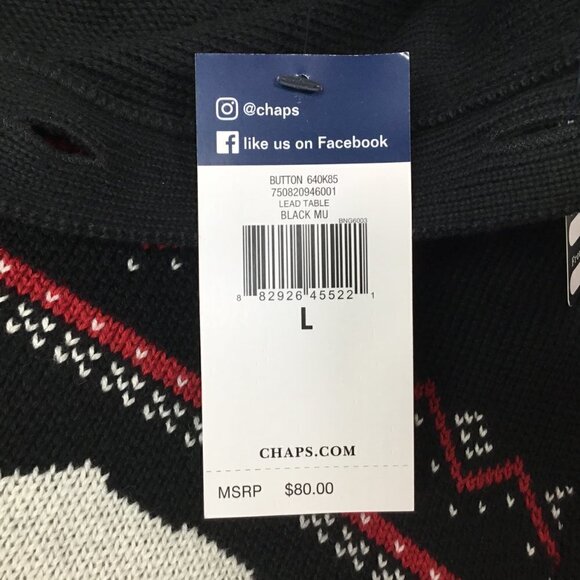 @chaps
like us on Facebook
BUTTON 640K85
750820946001
LEAD TABLE
BLACK MU
BNG6003
8 82926 45522 1
L
CHAPS.COM
MSRP $80.00